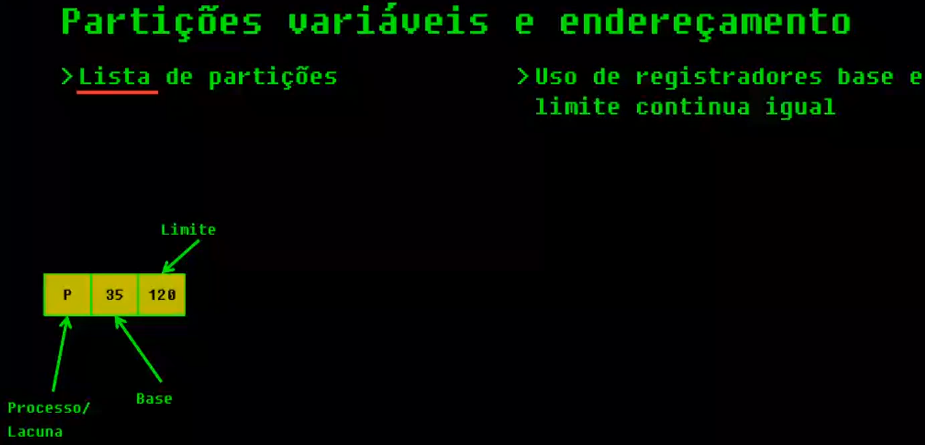 Partições variáveis e endereçamento
>Lista de partições
>Uso de registradores base e
limite continua igual
Limite
P 35 120
Base
Processo/
Lacuna